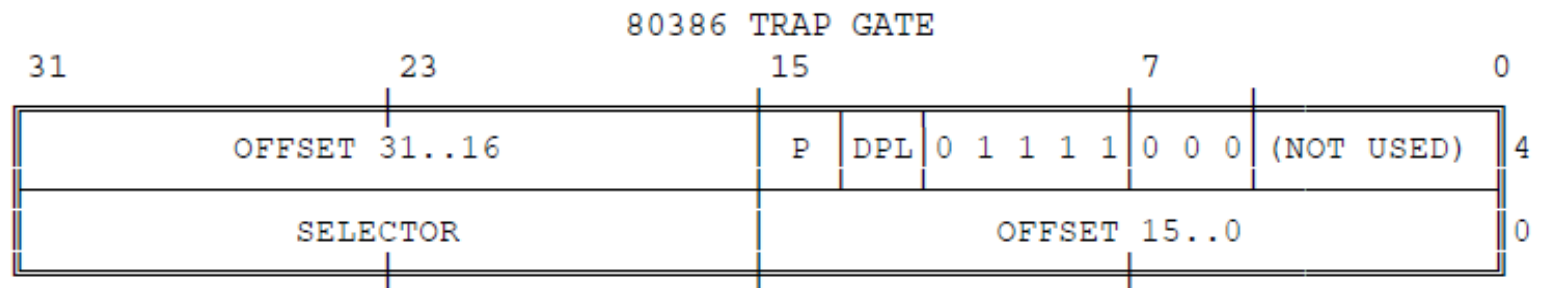 80386 TRAP GATE
31 23 15 7 0
OFFSET 31..16 P DPL 0 1 1 1 1 0 0 0 (NOT USED) 4
SELECTOR OFFSET 15..0 0